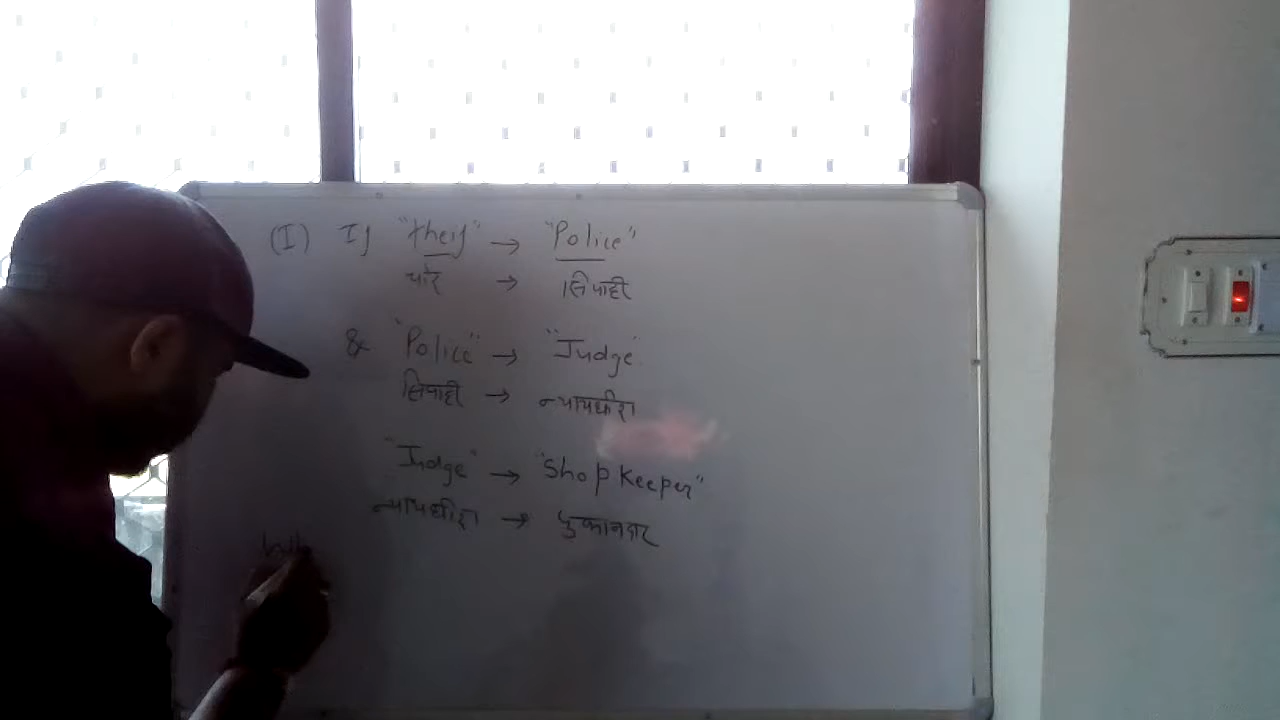 (I) If "theif" → "Police"
चोर → सिपाही
& "Police" → "Judge"
सिपाही → न्यायधीश
"Judge" → "Shop Keeper"
न्यायधीश → दुकानदार